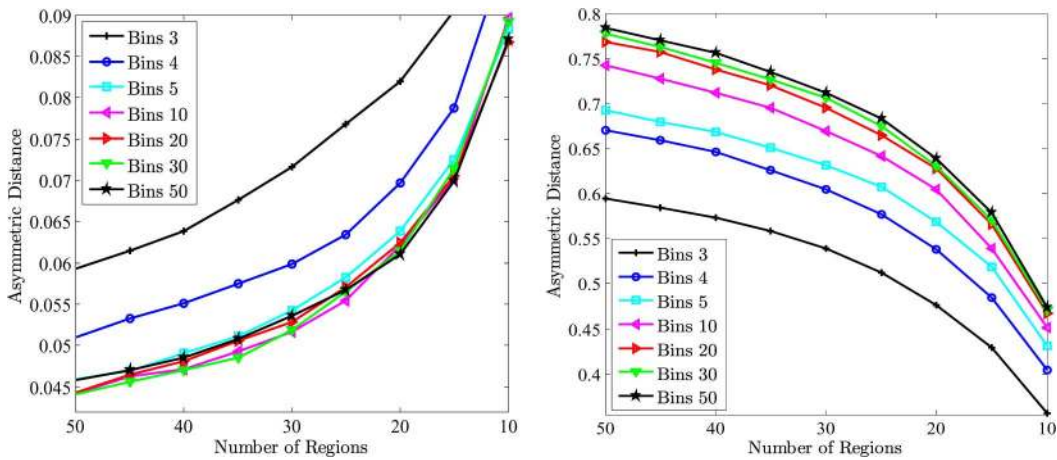 0.09
0.085
0.08
0.075
0.07
0.065
0.06
0.055
0.05
0.045
Asymmetric Distance
Bins 3
Bins 4
Bins 5
Bins 10
Bins 20
Bins 30
Bins 50
50 40 30 20 10
Number of Regions
0.8
0.75
0.7
0.65
0.6
0.55
0.5
0.45
0.4
Asymmetric Distance
Bins 3
Bins 4
Bins 5
Bins 10
Bins 20
Bins 30
Bins 50
50 40 30 20 10
Number of Regions